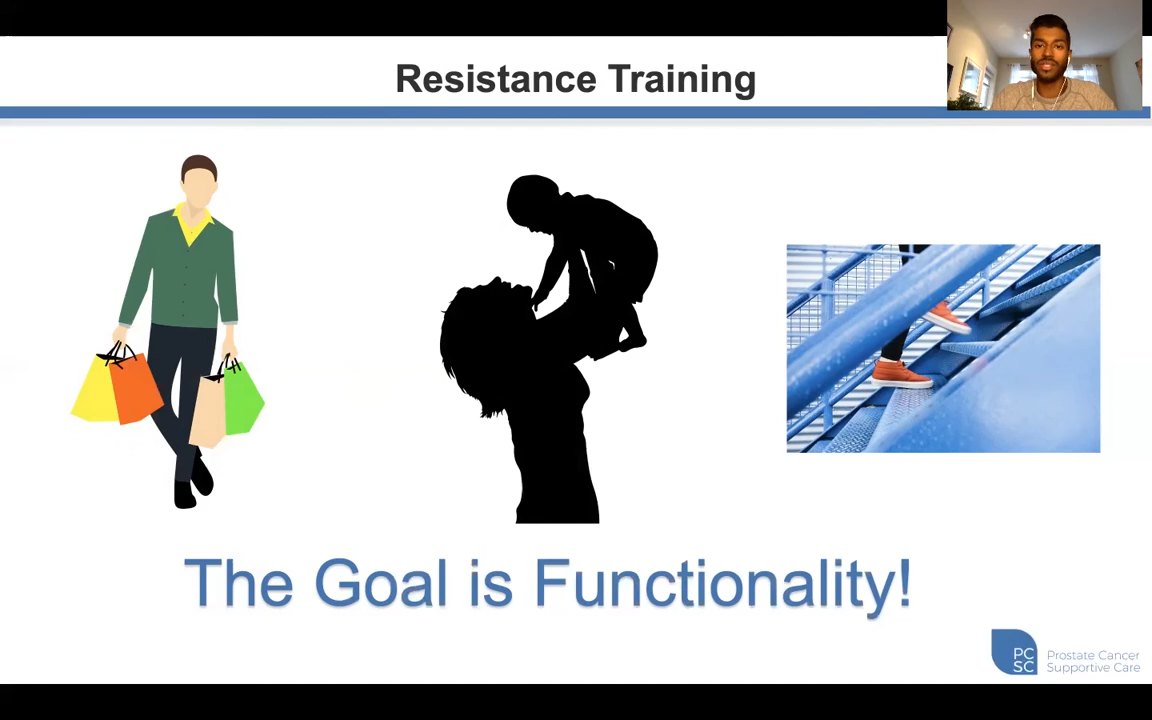 Resistance Training
The Goal is Functionality!
PC
SC
Prostate Cancer
Supportive Care